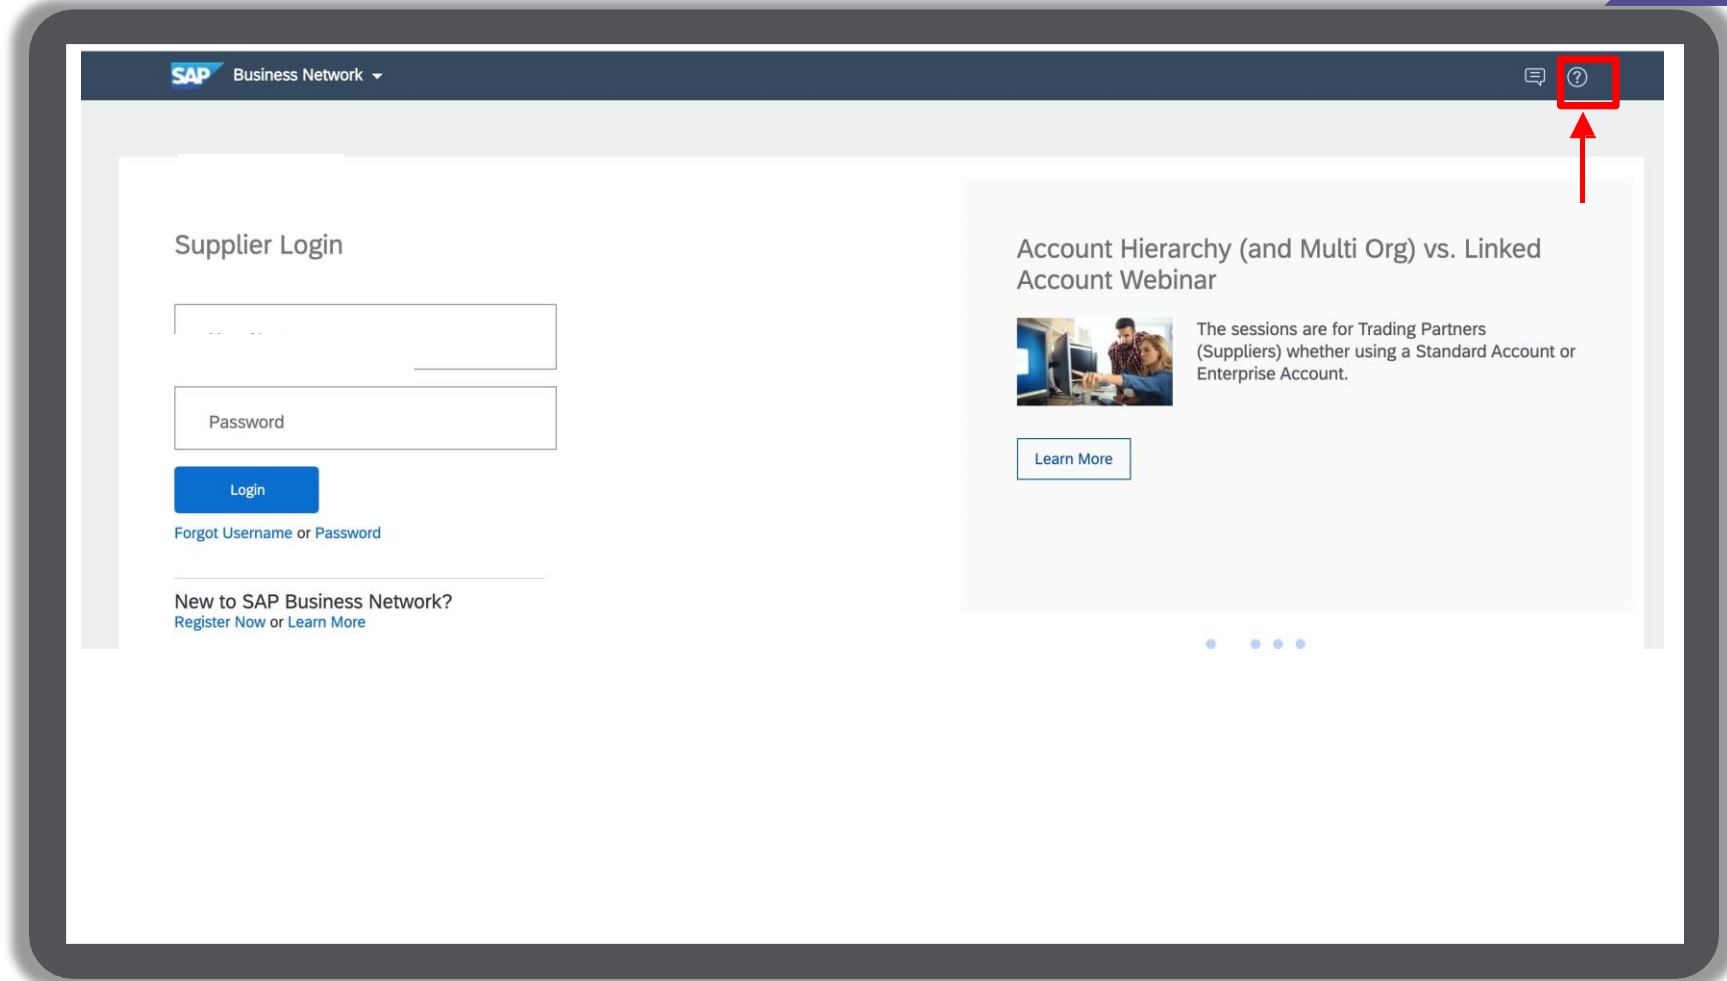 SAP Business Network
Supplier Login
Password
Login
Forgot Username or Password
New to SAP Business Network?
Register Now or Learn More
Account Hierarchy (and Multi Org) vs. Linked
Account Webinar
The sessions are for Trading Partners
(Suppliers) whether using a Standard Account or
Enterprise Account.
Learn More